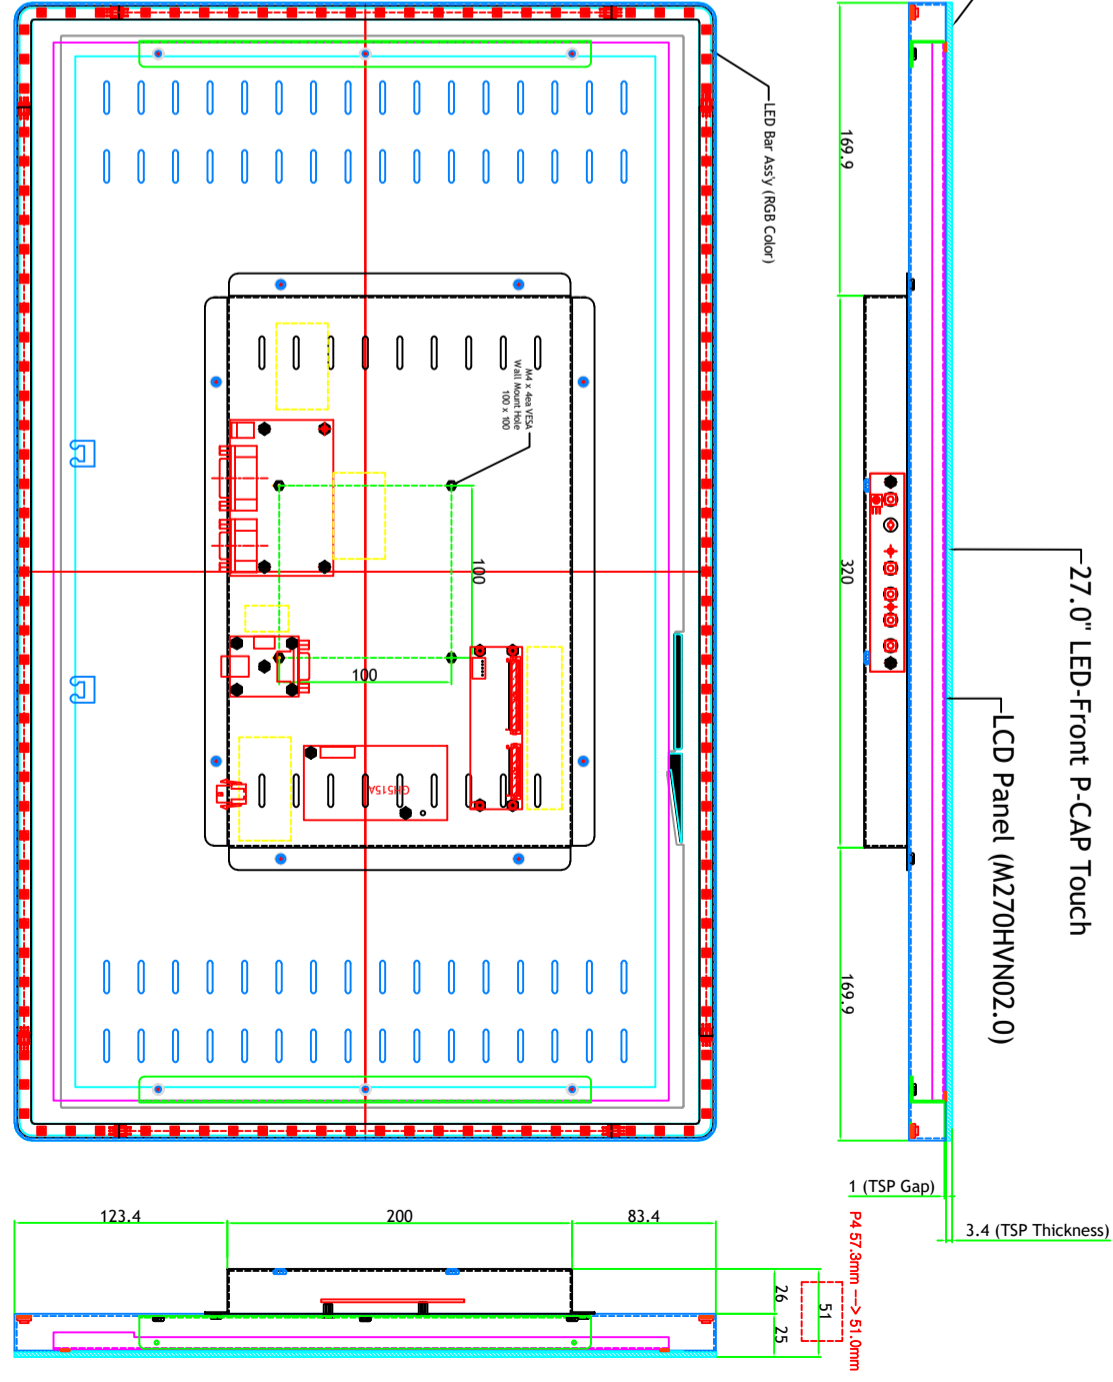 LED Bar Ass'y (RGB Color)
169.9
320
169.9
27.0" LED-Front P-CAP Touch
LCD Panel (M270HVN02.0)
M4 x 4ea VESA
Wall Mount Hole
100 x 100
100
100
CH515A
1 (TSP Gap)
3.4 (TSP Thickness)
P4 57.3mm ---> 51.0mm
123.4
200
83.4
26
51
25